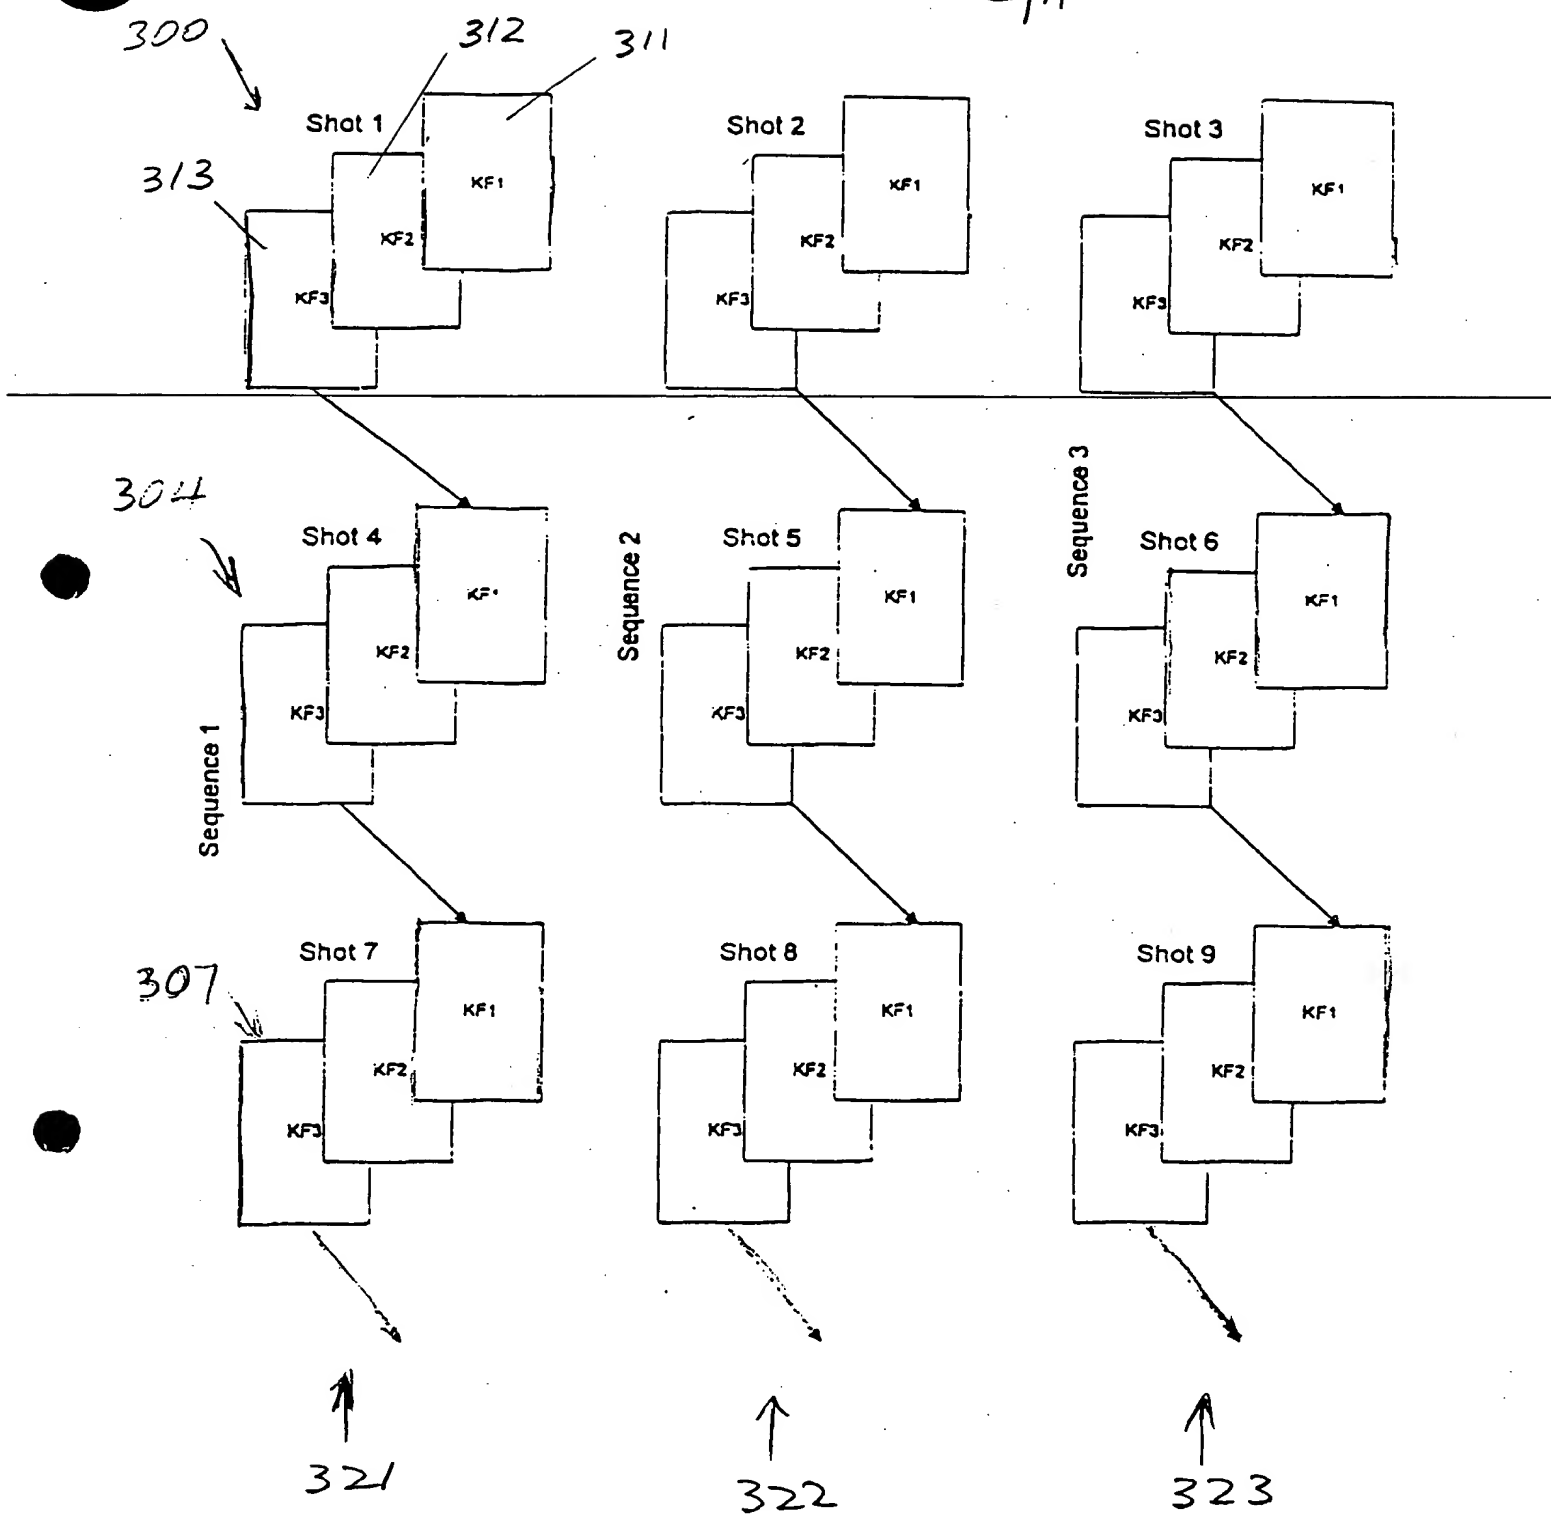 300
312
311
Shot 1
Shot 2
Shot 3
313
KF1
KF1
KF1
KF2
KF2
KF2
KF3
KF3
KF3
304
Shot 4
Shot 5
Shot 6
Sequence 1
Sequence 2
Sequence 3
KF1
KF1
KF2
KF2
KF2
KF3
KF3
KF3
307
Shot 7
Shot 8
Shot 9
KF1
KF1
KF1
KF2
KF2
KF2
KF3
KF3
KF3
321
322
323